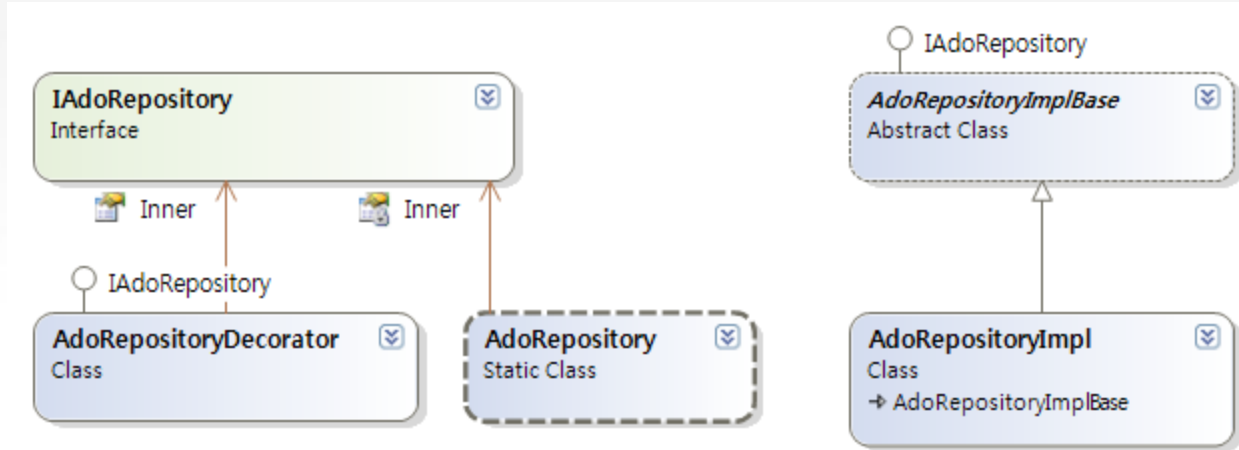 IAdoRepository
IAdoRepository
Interface
AdoRepositoryImplBase
Abstract Class
Inner
Inner
IAdoRepository
AdoRepositoryDecorator
Class
AdoRepository
Static Class
AdoRepositoryImpl
Class
AdoRepositoryImplBase